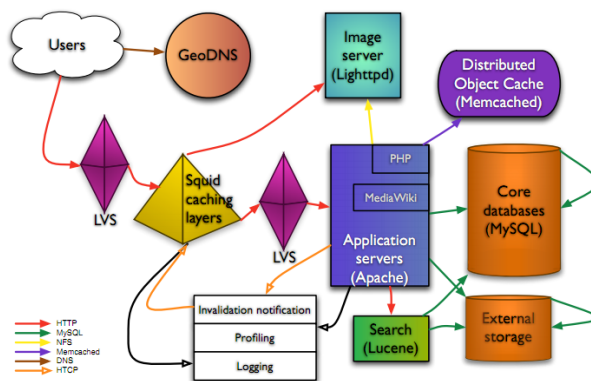 Users
GeoDNS
Image
server
(Lighttpd)
Distributed
Object Cache
(Memcached)
LVS
Squid
caching
layers
LVS
PHP
MediaWiki
Application
servers
(Apache)
Core
databases
(MySQL)
Invalidation notification
Profiling
Logging
Search
(Lucene)
External
storage
HTTP
MySQL
NFS
Memcached
DNS
HTCP